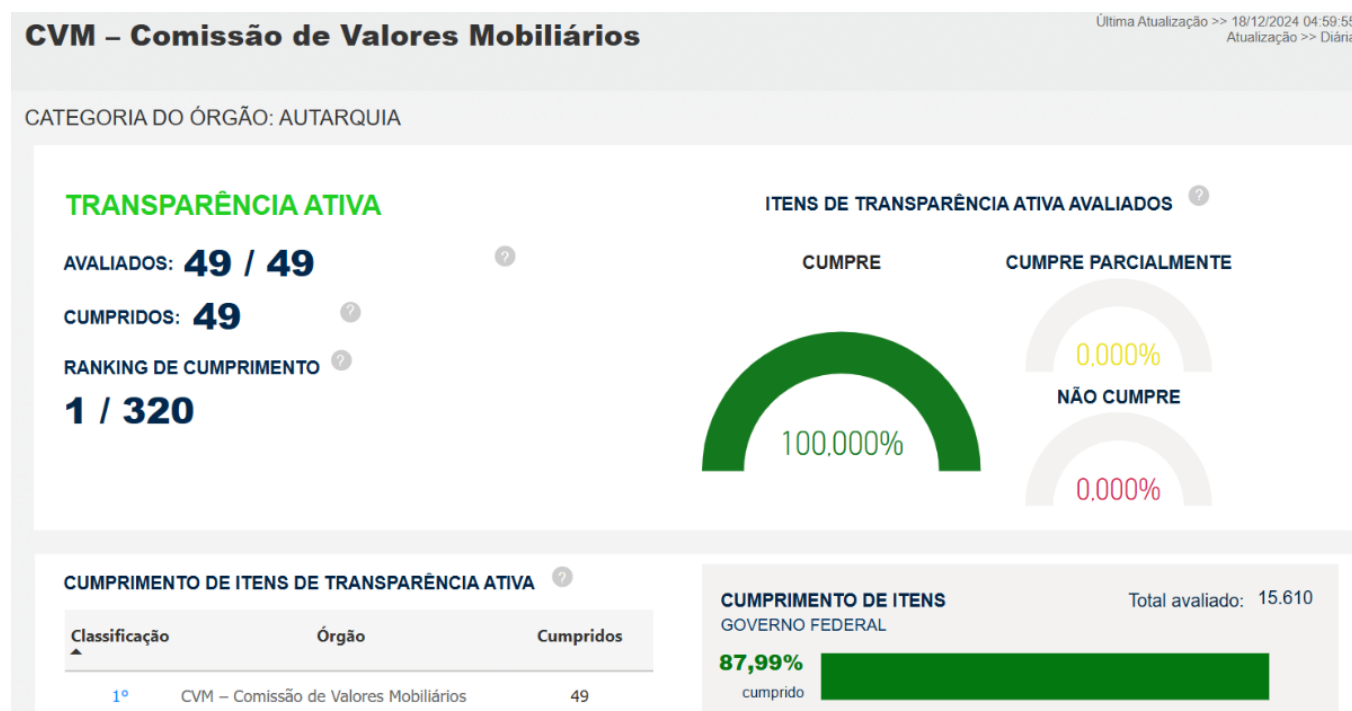 CVM – Comissão de Valores Mobiliários
Última Atualização >> 18/12/2024 04:59:55
Atualização >> Diária
CATEGORIA DO ÓRGÃO: AUTARQUIA
TRANSPARÊNCIA ATIVA
AVALIADOS: 49 / 49
?
CUMPRIDOS: 49
?
RANKING DE CUMPRIMENTO
?
1 / 320
ITENS DE TRANSPARÊNCIA ATIVA AVALIADOS
?
CUMPRE
100,000%
CUMPRE PARCIALMENTE
0,000%
NÃO CUMPRE
0,000%
CUMPRIMENTO DE ITENS DE TRANSPARÊNCIA ATIVA
?
Classificação Órgão Cumpridos
1º CVM – Comissão de Valores Mobiliários 49
CUMPRIMENTO DE ITENS
Total avaliado: 15.610
GOVERNO FEDERAL
87,99%
cumprido